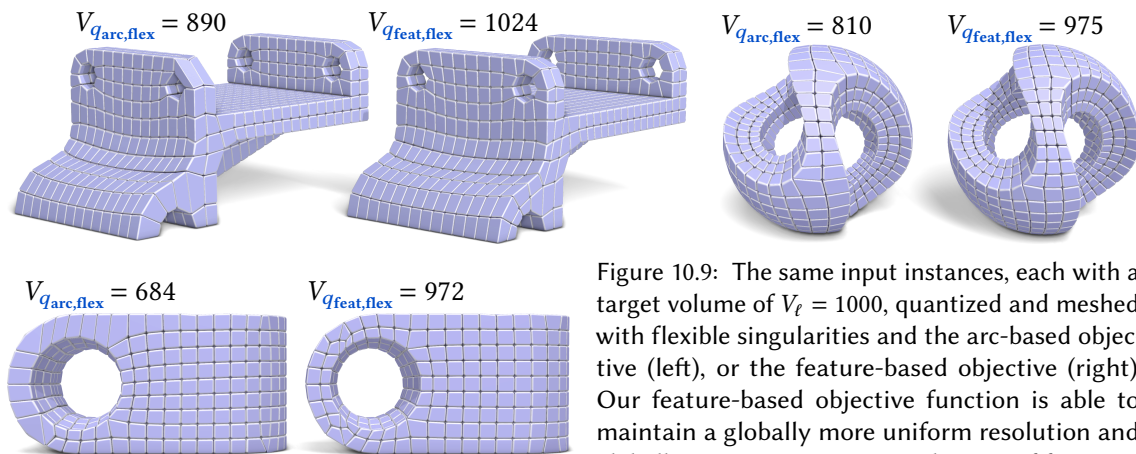 V_{q_{arc,flex}} = 890
V_{q_{feat,flex}} = 1024
V_{q_{arc,flex}} = 810
V_{q_{feat,flex}} = 975
V_{q_{arc,flex}} = 684
V_{q_{feat,flex}} = 972
Figure 10.9: The same input instances, each with a
target volume of V_ℓ = 1000, quantized and meshed
with flexible singularities and the arc-based objec-
tive (left), or the feature-based objective (right)
Our feature-based objective function is able to
maintain a globally more uniform resolution and